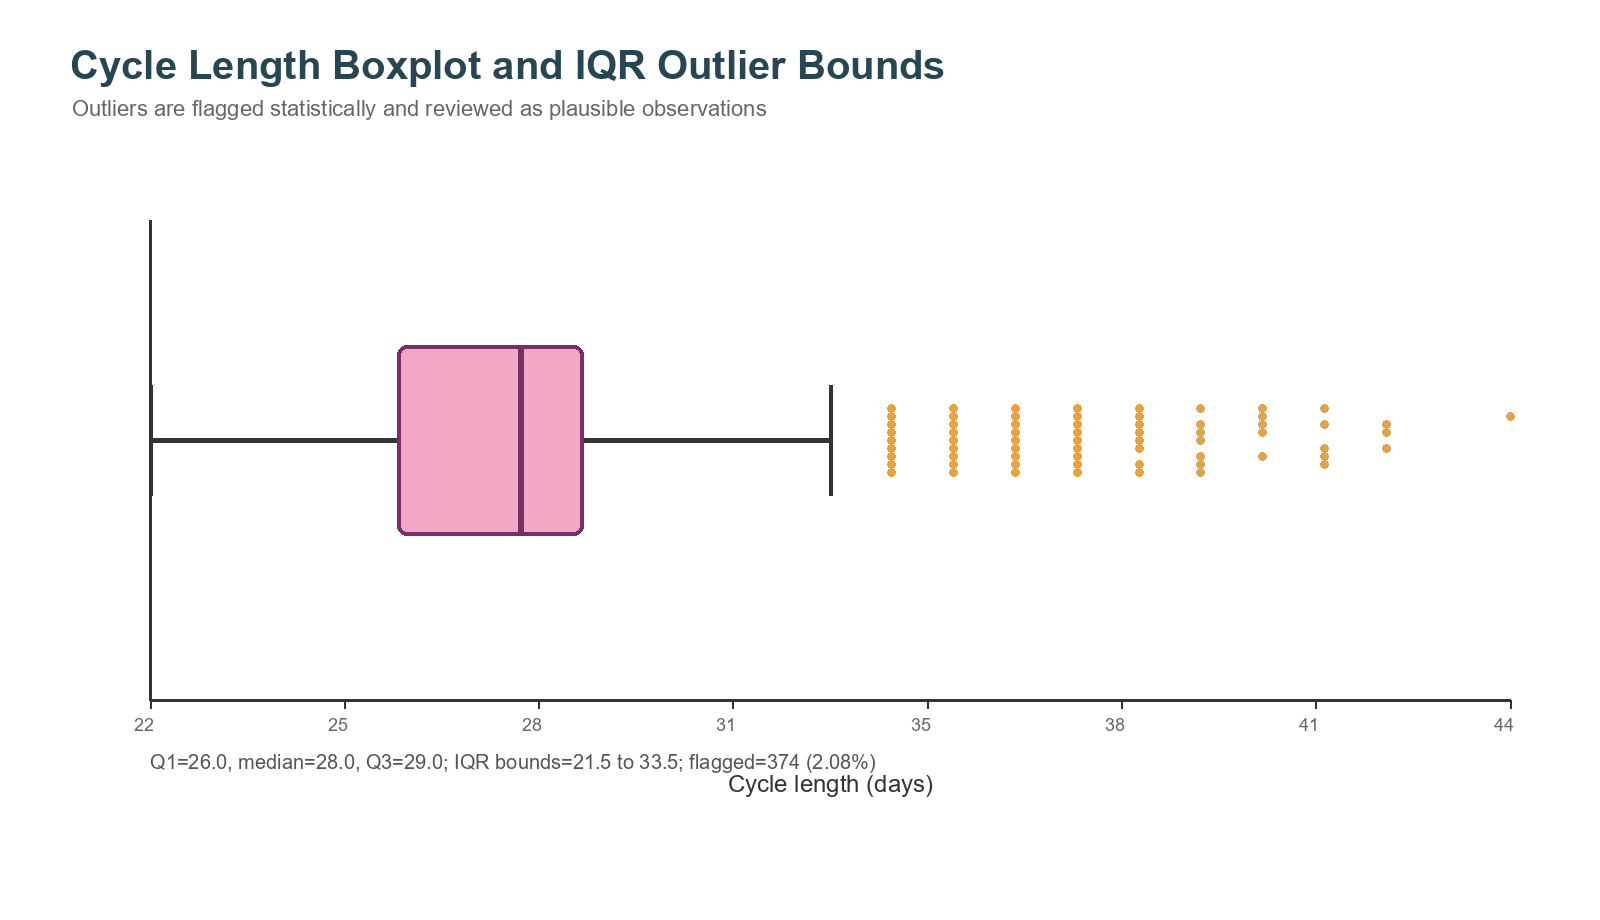 Cycle Length Boxplot and IQR Outlier Bounds
Outliers are flagged statistically and reviewed as plausible observations
22 25 28 31 35 38 41 44
Q1=26.0, median=28.0, Q3=29.0; IQR bounds=21.5 to 33.5; flagged=374 (2.08%)
Cycle length (days)